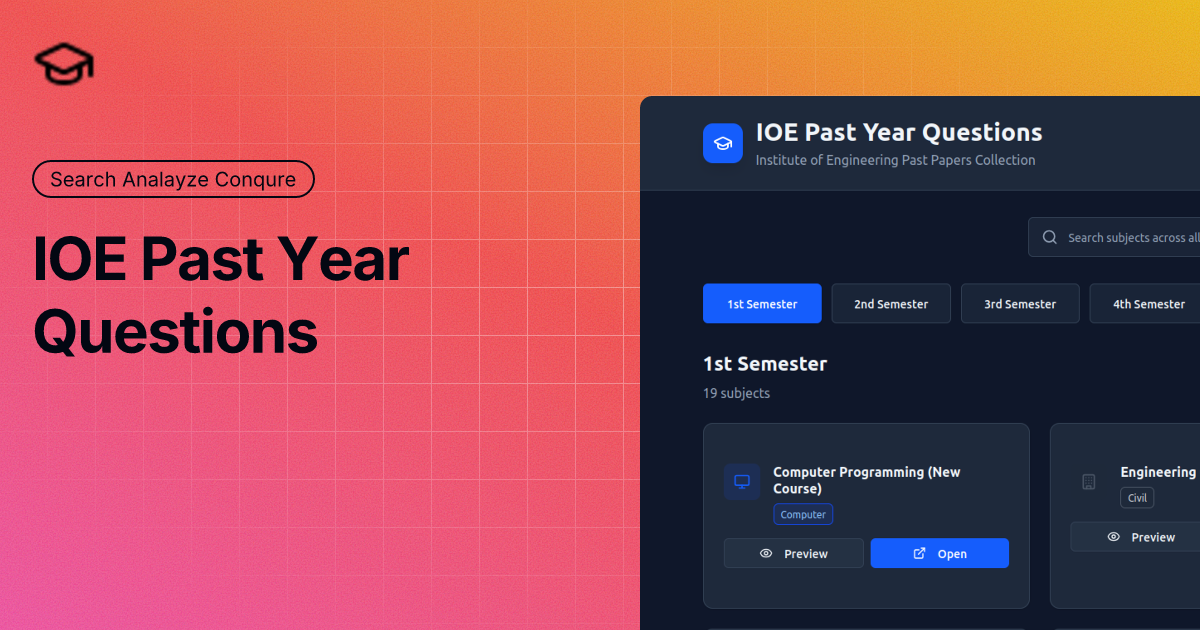 Search Analayze Conqure
IOE Past Year
Questions
IOE Past Year Questions
Institute of Engineering Past Papers Collection
Search subjects across all
1st Semester
2nd Semester
3rd Semester
4th Semester
1st Semester
19 subjects
Computer Programming (New
Course)
Computer
Preview
Open
Engineering
Civil
Preview